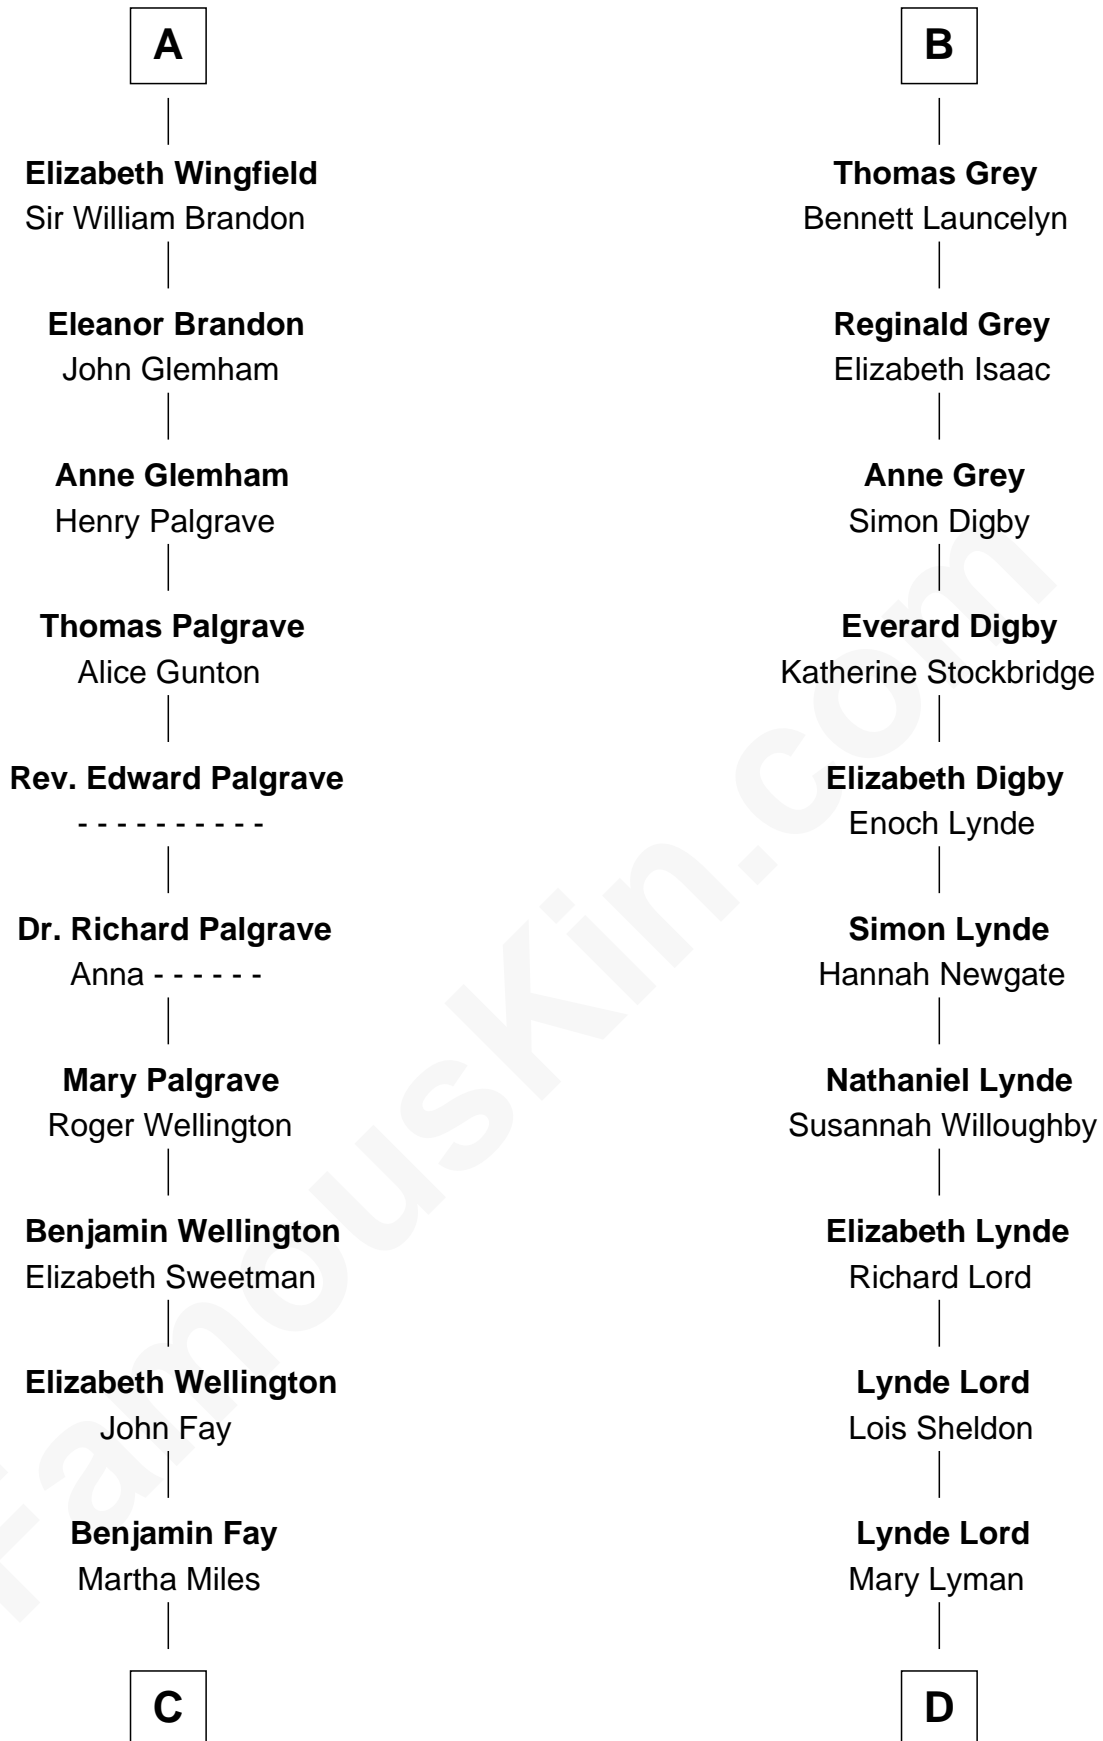 A
Elizabeth Wingfield
Sir William Brandon
Eleanor Brandon
John Glemham
Anne Glemham
Henry Palgrave
Thomas Palgrave
Alice Gunton
Rev. Edward Palgrave
- - - - - - - - - -
Dr. Richard Palgrave
Anna - - - - - -
Mary Palgrave
Roger Wellington
Benjamin Wellington
Elizabeth Sweetman
Elizabeth Wellington
John Fay
Benjamin Fay
Martha Miles
C
B
Thomas Grey
Bennett Launcelyn
Reginald Grey
Elizabeth Isaac
Anne Grey
Simon Digby
Everard Digby
Katherine Stockbridge
Elizabeth Digby
Enoch Lynde
Simon Lynde
Hannah Newgate
Nathaniel Lynde
Susannah Willoughby
Elizabeth Lynde
Richard Lord
Lynde Lord
Lois Sheldon
Lynde Lord
Mary Lyman
D
FamousKin.com